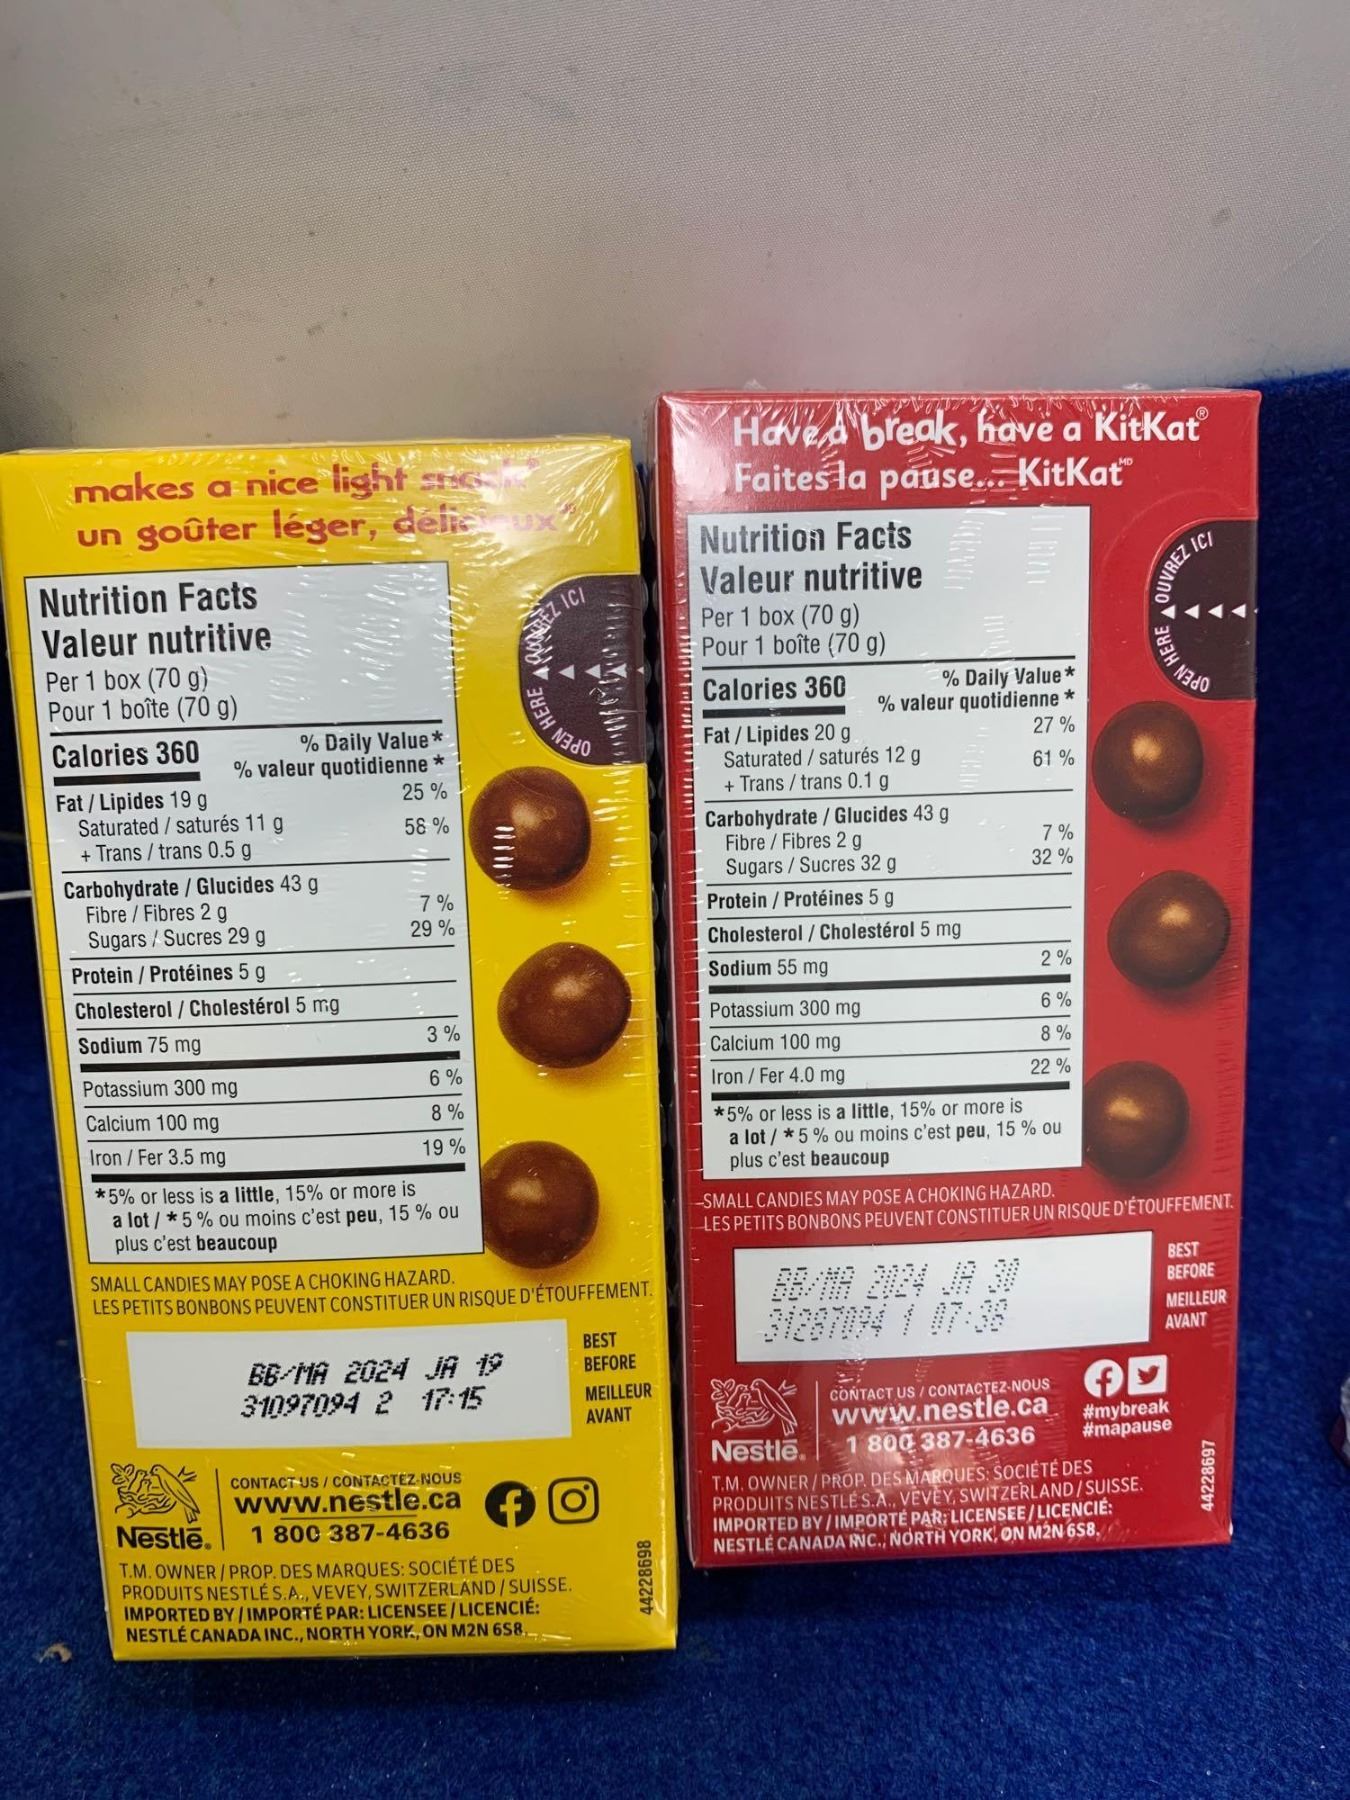 makes a nice light snack®
un goûter léger, délicieux
Nutrition Facts
Valeur nutritive
Per 1 box (70 g)
Pour 1 boîte (70 g)
Calories 360
% Daily Value*
% valeur quotidienne *
Fat / Lipides 19 g 25 %
Saturated / saturés 11 g 58 %
+ Trans / trans 0.5 g
Carbohydrate / Glucides 43 g
Fibre / Fibres 2 g 7 %
Sugars / Sucres 29 g 29 %
Protein / Protéines 5 g
Cholesterol / Cholestérol 5 mg
Sodium 75 mg 3 %
Potassium 300 mg 6 %
Calcium 100 mg 8 %
Iron / Fer 3.5 mg 19 %
*5% or less is a little, 15% or more is
a lot / *5 % ou moins c'est peu, 15 % ou
plus c'est beaucoup
OPEN HERE ▲ OUVREZ ICI
SMALL CANDIES MAY POSE A CHOKING HAZARD.
LES PETITS BONBONS PEUVENT CONSTITUER UN RISQUE D'ÉTOUFFEMENT.
BB/MA 2024 JA 19
31097094 2 17:15
BEST
BEFORE
MEILLEUR
AVANT
Nestlé®
CONTACT US / CONTACTEZ-NOUS
www.nestle.ca
1 800 387-4636
T.M. OWNER / PROP. DES MARQUES: SOCIÉTÉ DES
PRODUITS NESTLÉ S.A., VEVEY, SWITZERLAND / SUISSE.
IMPORTED BY / IMPORTÉ PAR: LICENSEE / LICENCIÉ:
NESTLÉ CANADA INC., NORTH YORK, ON M2N 6S8.
44228698
Have a break, have a KitKat®
Faites la pause... KitKatMD
Nutrition Facts
Valeur nutritive
Per 1 box (70 g)
Pour 1 boîte (70 g)
Calories 360
% Daily Value*
% valeur quotidienne *
Fat / Lipides 20 g 27 %
Saturated / saturés 12 g 61 %
+ Trans / trans 0.1 g
Carbohydrate / Glucides 43 g
Fibre / Fibres 2 g 7 %
Sugars / Sucres 32 g 32 %
Protein / Protéines 5 g
Cholesterol / Cholestérol 5 mg
Sodium 55 mg 2 %
Potassium 300 mg 6 %
Calcium 100 mg 8 %
Iron / Fer 4.0 mg 22 %
*5% or less is a little, 15% or more is
a lot / *5 % ou moins c'est peu, 15 % ou
plus c'est beaucoup
OPEN HERE ▲ OUVREZ ICI
SMALL CANDIES MAY POSE A CHOKING HAZARD.
LES PETITS BONBONS PEUVENT CONSTITUER UN RISQUE D'ÉTOUFFEMENT.
BB/MA 2024 JA 30
31287094 1 07:38
BEST
BEFORE
MEILLEUR
AVANT
Nestlé®
CONTACT US / CONTACTEZ-NOUS
www.nestle.ca
1 800 387-4636
#mybreak
#mapause
T.M. OWNER / PROP. DES MARQUES: SOCIÉTÉ DES
PRODUITS NESTLÉ S.A., VEVEY, SWITZERLAND / SUISSE.
IMPORTED BY / IMPORTÉ PAR: LICENSEE / LICENCIÉ:
NESTLÉ CANADA INC., NORTH YORK, ON M2N 6S8.
44228697